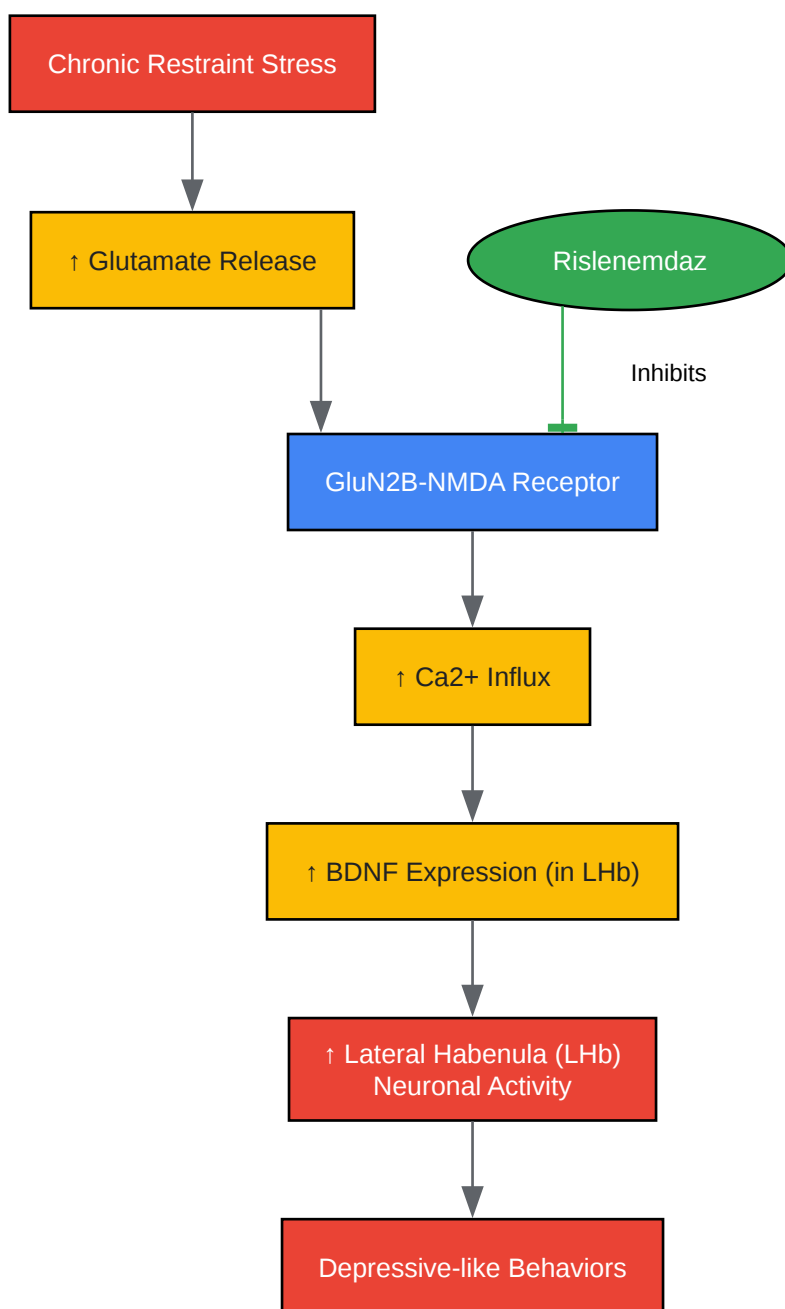 Chronic Restraint Stress
↑ Glutamate Release
Rislenemdaz
Inhibits
GluN2B-NMDA Receptor
↑ Ca2+ Influx
↑ BDNF Expression (in LHb)
↑ Lateral Habenula (LHb)
Neuronal Activity
Depressive-like Behaviors